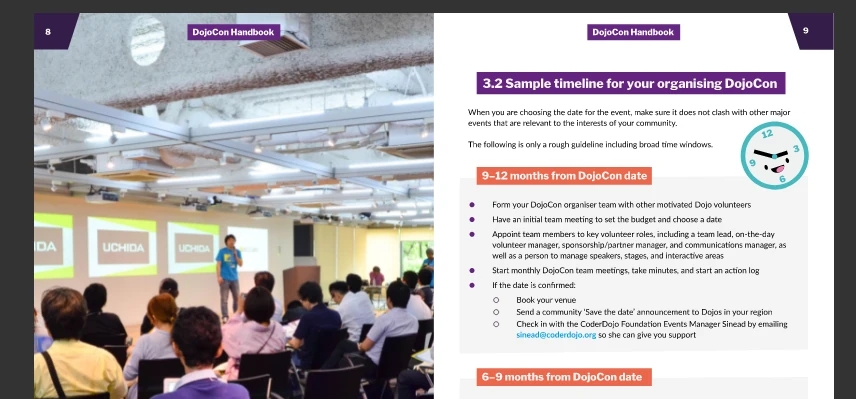 8
DojoCon Handbook
DA
UCHIDA
UCHIDA
DojoCon Handbook
9
3.2 Sample timeline for your organising DojoCon
When you are choosing the date for the event, make sure it does not clash with other major
events that are relevant to the interests of your community.
The following is only a rough guideline including broad time windows.
12
3
6
9
9–12 months from DojoCon date
Form your DojoCon organiser team with other motivated Dojo volunteers
Have an initial team meeting to set the budget and choose a date
Appoint team members to key volunteer roles, including a team lead, on-the-day
volunteer manager, sponsorship/partner manager, and communications manager, as
well as a person to manage speakers, stages, and interactive areas
Start monthly DojoCon team meetings, take minutes, and start an action log
If the date is confirmed:
Book your venue
Send a community ‘Save the date’ announcement to Dojos in your region
Check in with the CoderDojo Foundation Events Manager Sinead by emailing
sinead@coderdojo.org so she can give you support
6–9 months from DojoCon date